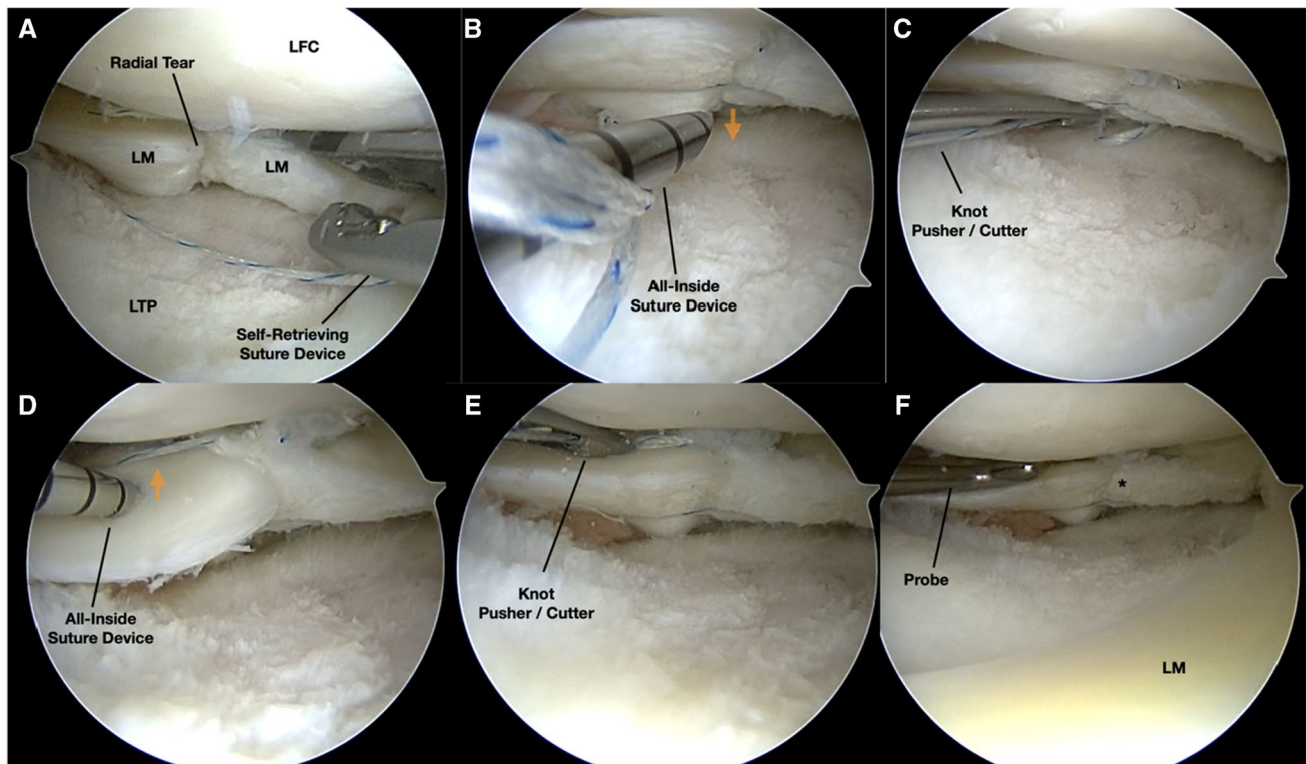 A
LFC
Radial Tear
LM
LM
LTP
Self-Retrieving
Suture Device
B
All-Inside
Suture Device
C
Knot
Pusher / Cutter
D
All-Inside
Suture Device
E
Knot
Pusher / Cutter
F
*
Probe
LM